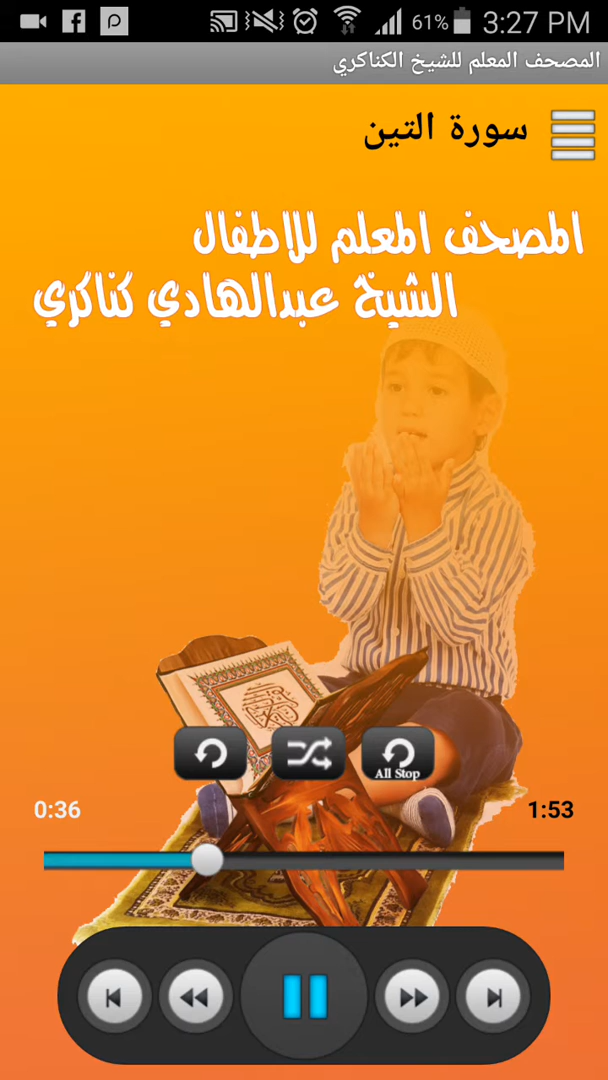 61% 3:27 PM
المصحف المعلم للشيخ الكناكري
سورة التين
المصحف المعلم للاطفال
الشيخ عبدالهادي كناكري
All Stop
0:36 1:53